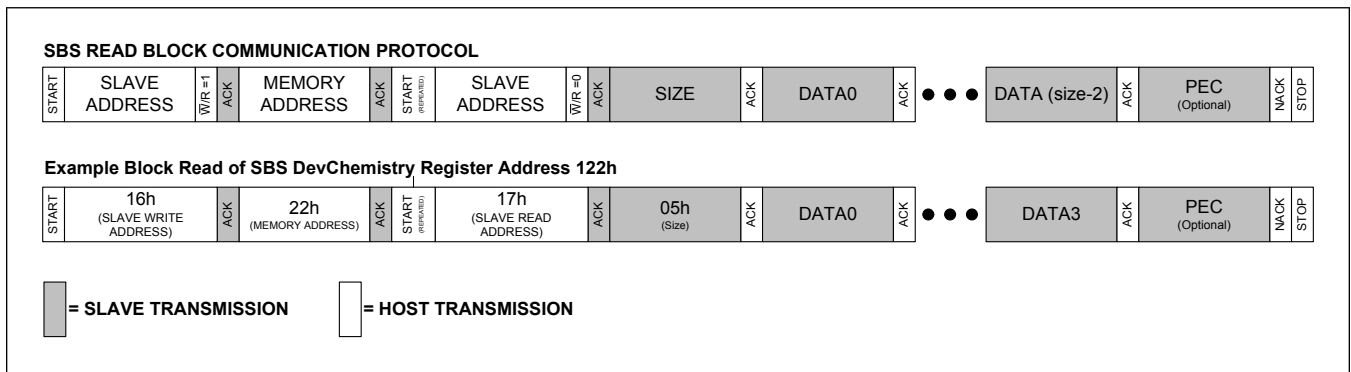 SBS READ BLOCK COMMUNICATION PROTOCOL
START
SLAVE
ADDRESS
W̅/R =1
ACK
MEMORY
ADDRESS
ACK
START
(REPEATED)
SLAVE
ADDRESS
W̅/R =0
ACK
SIZE
ACK
DATA0
ACK
DATA (size-2)
ACK
PEC
(Optional)
NACK
STOP
Example Block Read of SBS DevChemistry Register Address 122h
START
16h
(SLAVE WRITE
ADDRESS)
ACK
22h
(MEMORY ADDRESS)
ACK
START
(REPEATED)
17h
(SLAVE READ
ADDRESS)
ACK
05h
(Size)
ACK
DATA0
ACK
DATA3
ACK
PEC
(Optional)
NACK
STOP
= SLAVE TRANSMISSION
= HOST TRANSMISSION